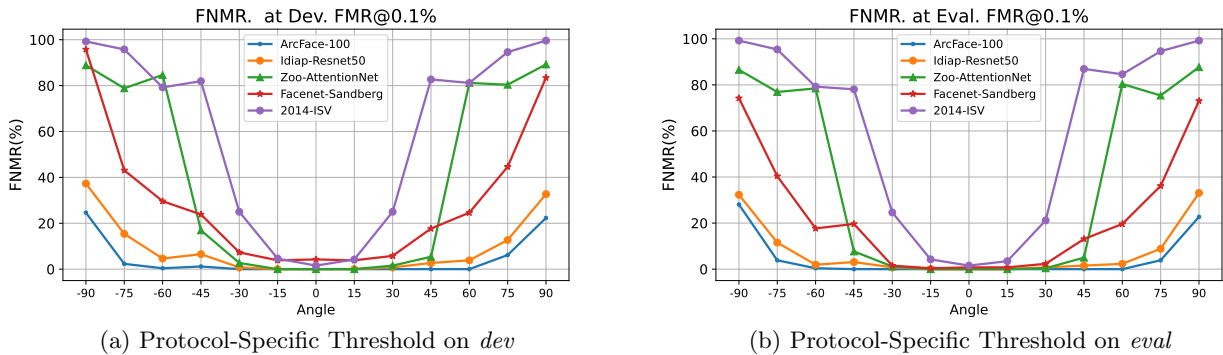 FNMR. at Dev. FMR@0.1%
FNMR(%)
100
80
60
40
20
0
ArcFace-100
Idiap-Resnet50
Zoo-AttentionNet
Facenet-Sandberg
2014-ISV
-90 -75 -60 -45 -30 -15 0 15 30 45 60 75 90
Angle
(a) Protocol-Specific Threshold on dev
FNMR. at Eval. FMR@0.1%
FNMR(%)
100
80
60
40
20
0
ArcFace-100
Idiap-Resnet50
Zoo-AttentionNet
Facenet-Sandberg
2014-ISV
-90 -75 -60 -45 -30 -15 0 15 30 45 60 75 90
Angle
(b) Protocol-Specific Threshold on eval